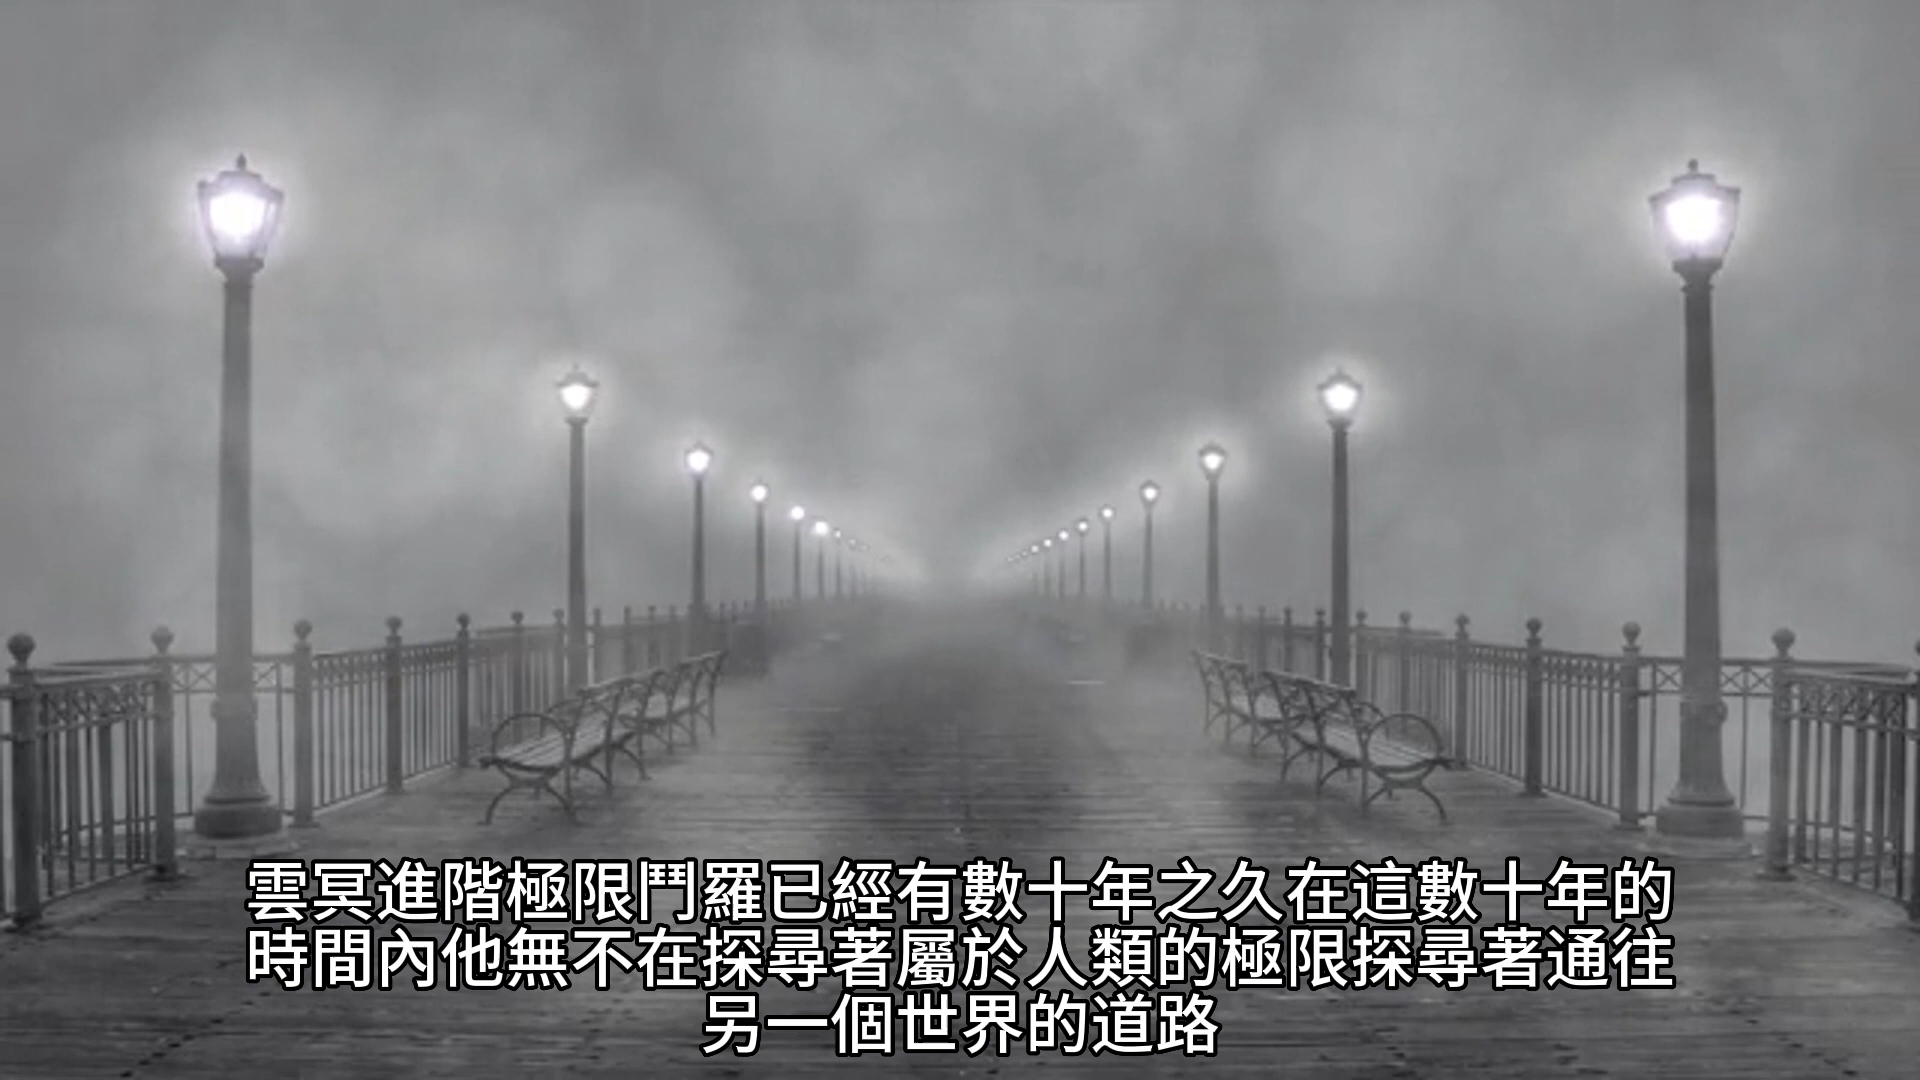 雲冥進階極限鬥羅已經有數十年之久在這數十年的
時間內他無不在探尋著屬於人類的極限探尋著通往
另一個世界的道路